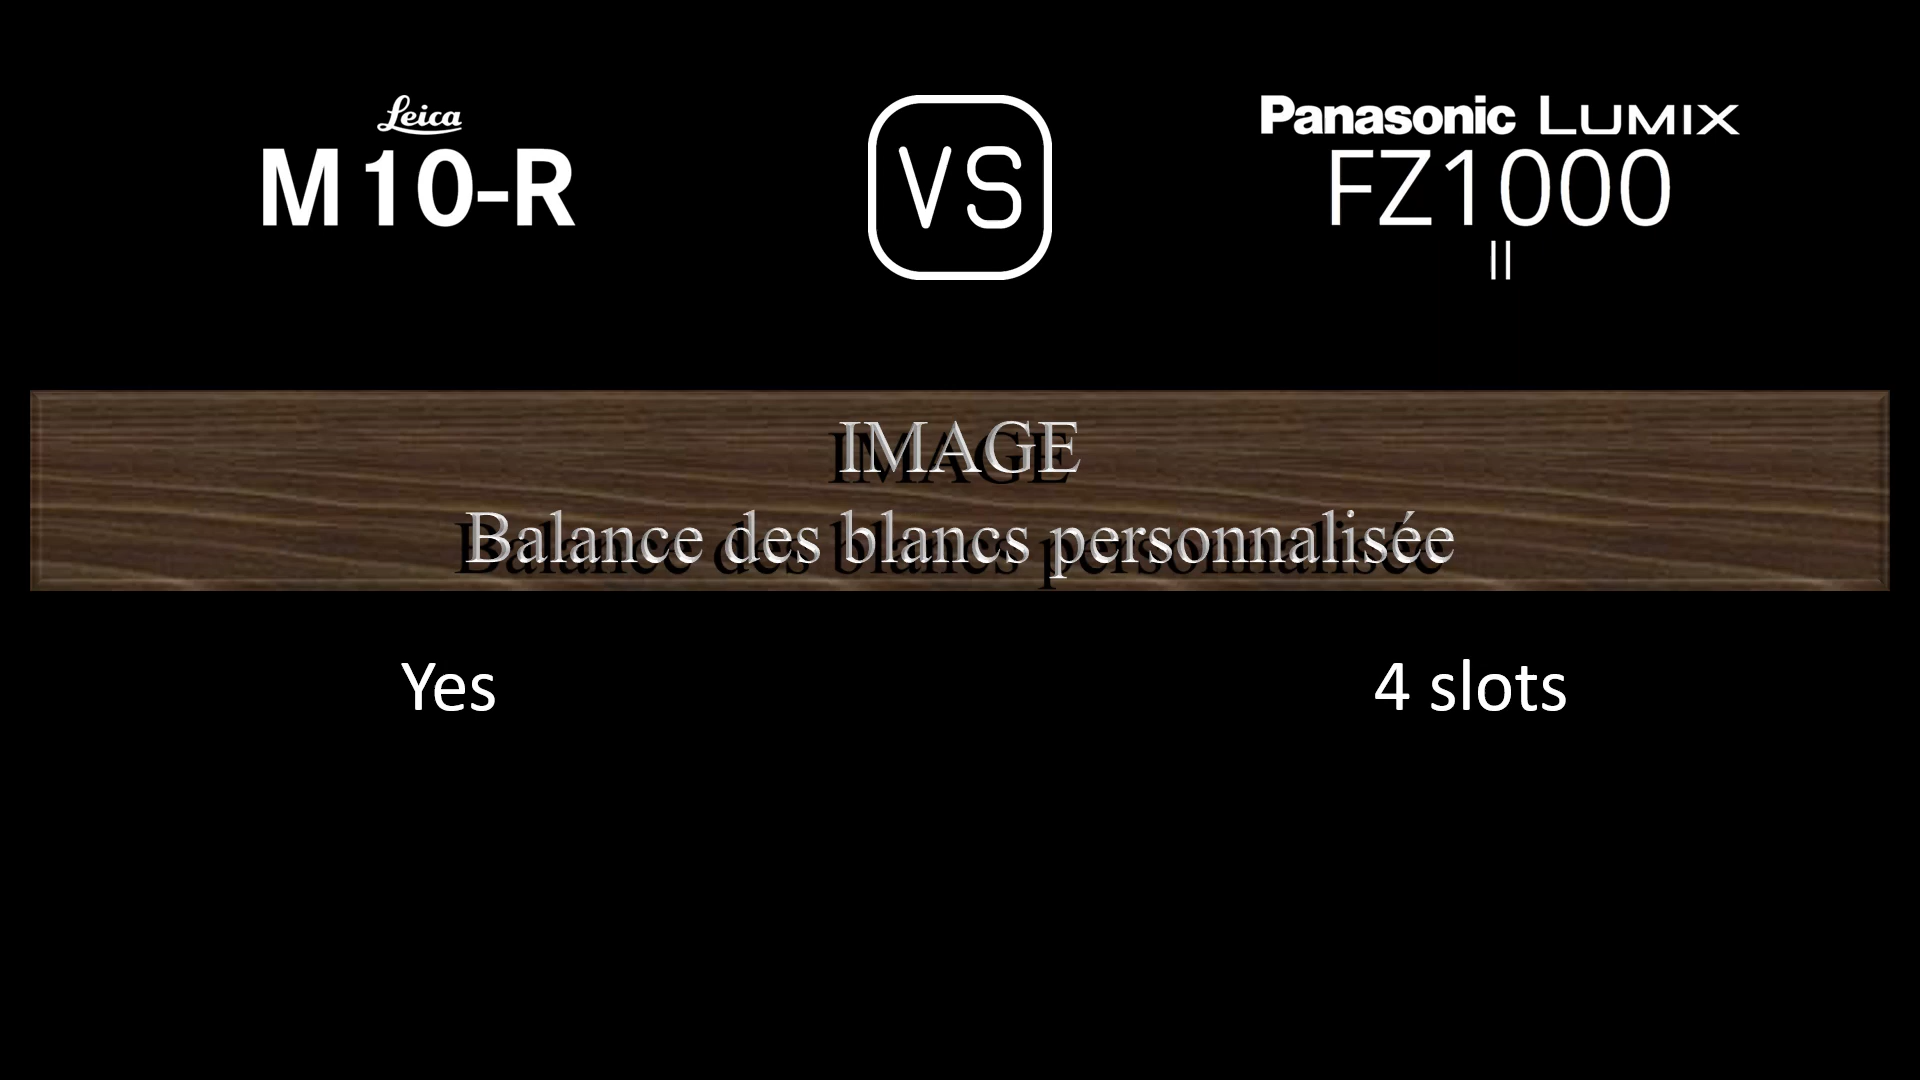 Leica
M10-R
VS
Panasonic LUMIX
FZ1000
II
IMAGE
Balance des blancs personnalisée
Yes
4 slots